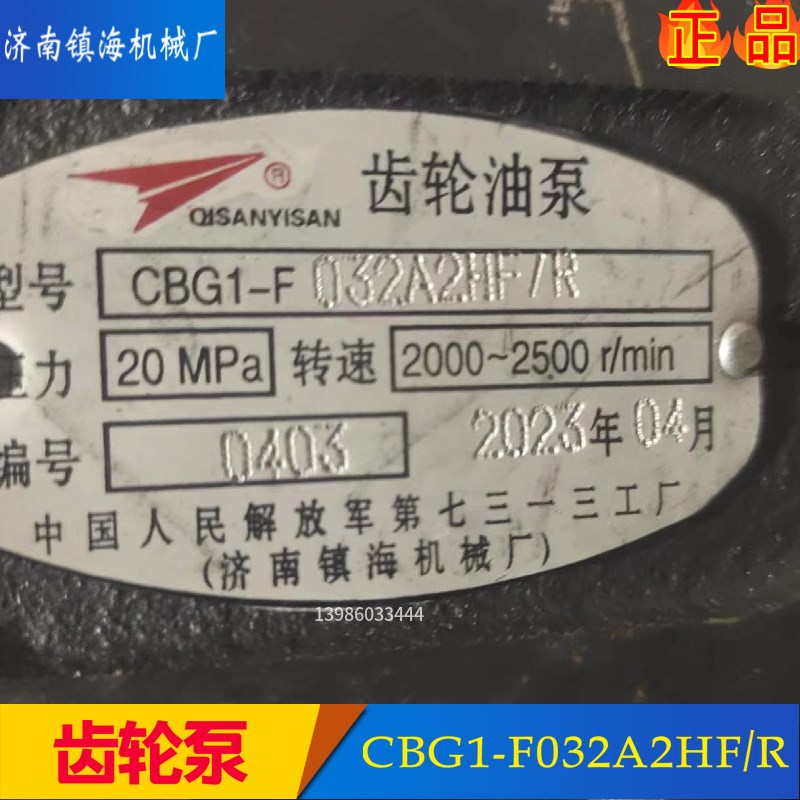 济南镇海机械厂
正品
® QISANYISAN 齿轮油泵
型号 CBG1-F 032A2HF/R
压力 20 MPa 转速 2000~2500 r/min
编号 0403 2023年04月
中国人民解放军第七三一三工厂
(济南镇海机械厂)
13986033444
齿轮泵 CBG1-F032A2HF/R